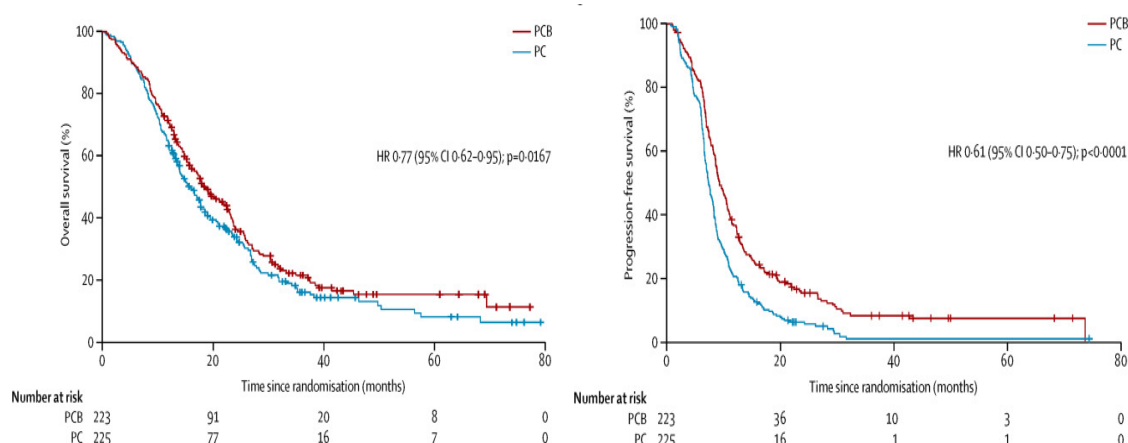 PCB
PC
100
80
60
40
20
0
Overall survival (%)
HR 0·77 (95% CI 0·62–0·95); p=0·0167
0 20 40 60 80
Time since randomisation (months)
Number at risk
PCB 223 91 20 8 0
PC 225 77 16 7 0
PCB
PC
100
80
60
40
20
0
Progression-free survival (%)
HR 0·61 (95% CI 0·50–0·75); p<0·0001
0 20 40 60 80
Time since randomisation (months)
Number at risk
PCB 223 36 10 3 0
PC 225 16 1 1 0